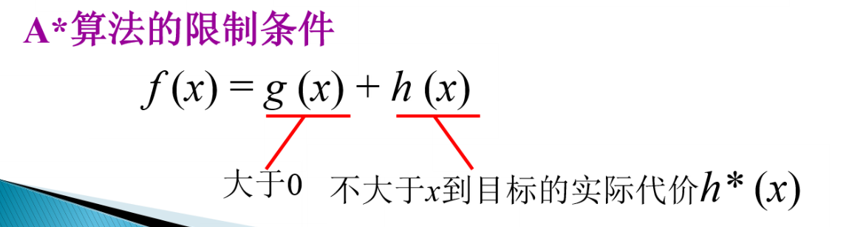 A*算法的限制条件
f (x) = g (x) + h (x)
大于0 不大于x到目标的实际代价h* (x)